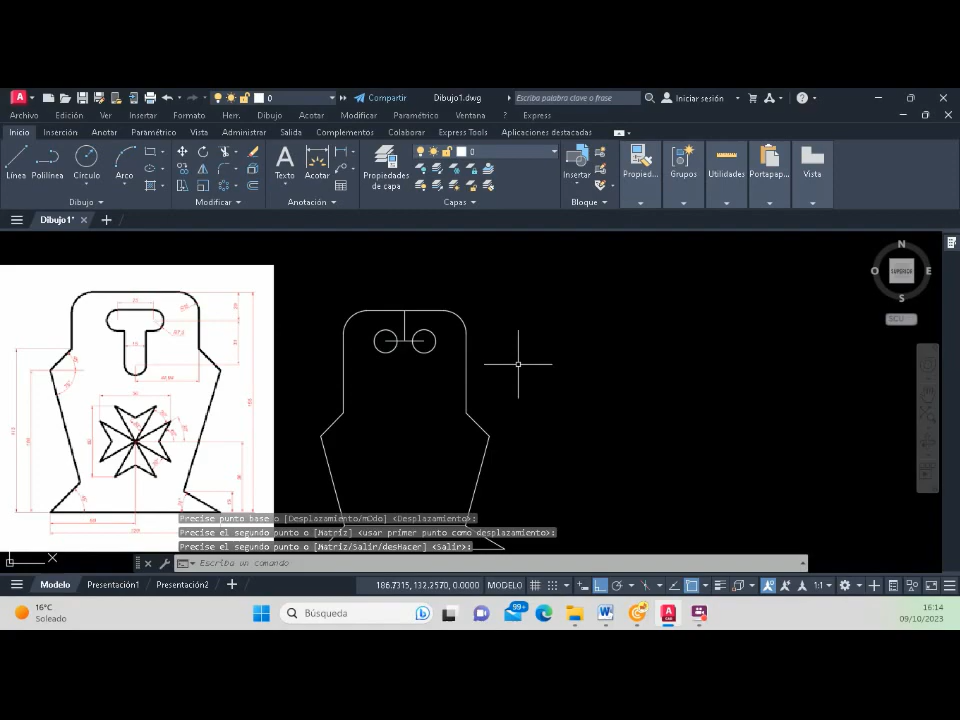 0 Compartir Dibujo1.dwg Escriba palabra clave o frase Iniciar sesión
Archivo Edición Ver Insertar Formato Herr. Dibujo Acotar Modificar Paramétrico Ventana ? Express
Inicio Inserción Anotar Paramétrico Vista Administrar Salida Complementos Colaborar Express Tools Aplicaciones destacadas
0
Línea Polilínea Círculo Arco Texto Acotar Propiedades de capa Insertar Propied... Grupos Utilidades Portapap... Vista
Dibujo Modificar Anotación Capas Bloque
Dibujo1*
N
O SUPERIOR E
S
SCU
Precise punto base o [Desplazamiento/mOdo] <Desplazamiento>:
Precise el segundo punto o [Matriz] <usar primer punto como desplazamiento>:
Precise el segundo punto o [Matriz/Salir/desHacer] <Salir>:
Escriba un comando
Modelo Presentación1 Presentación2 + 186.7315, 132.2570, 0.0000 MODELO 1:1
16°C
Soleado
Búsqueda
99+
16:14
09/10/2023